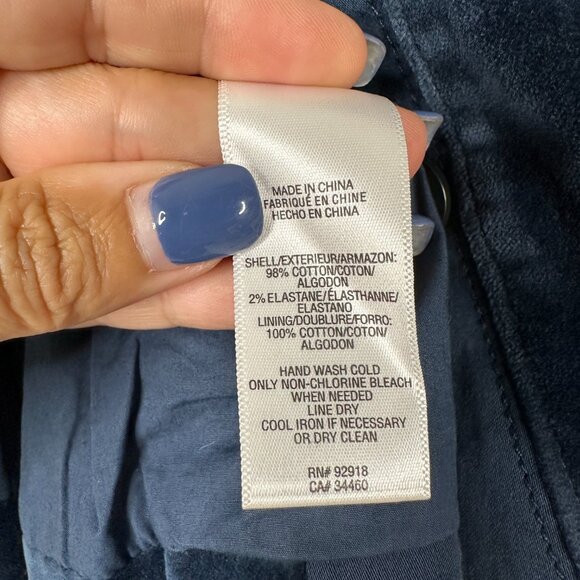 MADE IN CHINA
FABRIQUÉ EN CHINE
HECHO EN CHINA
SHELL/EXTERIEUR/ARMAZON:
98% COTTON/COTON/
ALGODON
2% ELASTANE/ÉLASTHANNE/
ELASTANO
LINING/DOUBLURE/FORRO:
100% COTTON/COTON/
ALGODON
HAND WASH COLD
ONLY NON-CHLORINE BLEACH
WHEN NEEDED
LINE DRY
COOL IRON IF NECESSARY
OR DRY CLEAN
RN# 92918
CA# 34460